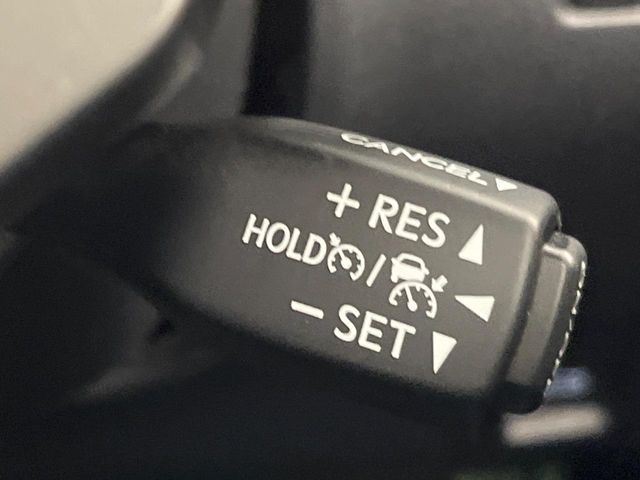 CANCEL
+ RES
HOLD /
− SET